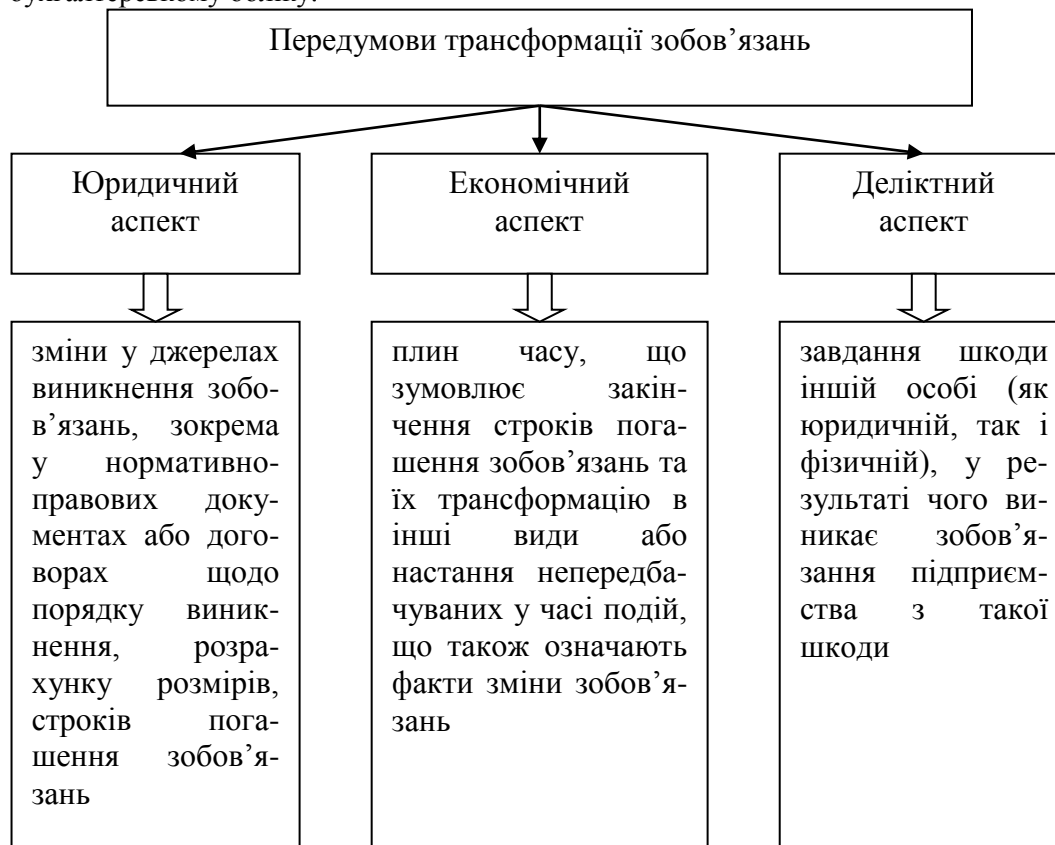 бухгалтерському обліку.
Передумови трансформації зобов’язань
Юридичний
аспект
Економічний
аспект
Деліктний
аспект
зміни у джерелах
виникнення зобо-
в’язань, зокрема
у нормативно-
правових доку-
ментах або дого-
ворах щодо
порядку виник-
нення, розра-
хунку розмірів,
строків пога-
шення зобов’я-
зань
плин часу, що
зумовлює закін-
чення строків пога-
шення зобов’язань та
їх трансформацію в
інші види або
настання непередба-
чуваних у часі подій,
що також означають
факти зміни зобов’я-
зань
завдання шкоди
іншій особі (як
юридичній, так і
фізичній), у ре-
зультаті чого ви-
никає зобов’я-
зання підприєм-
ства з такої
шкоди